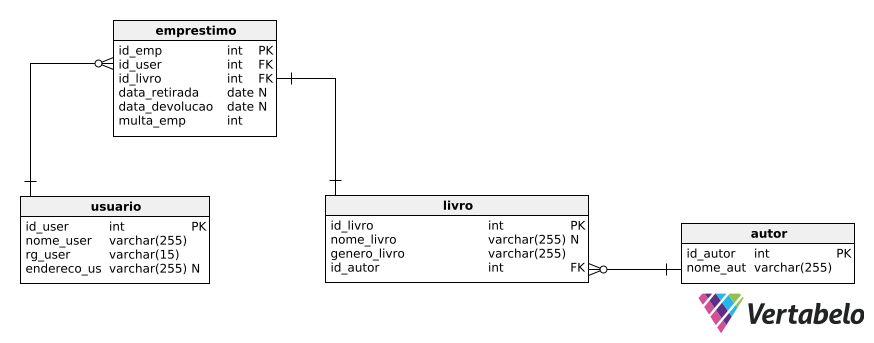 emprestimo
id_emp int PK
id_user int FK
id_livro int FK
data_retirada date N
data_devolucao date N
multa_emp int
usuario
id_user int PK
nome_user varchar(255)
rg_user varchar(15)
endereco_us varchar(255) N
livro
id_livro int PK
nome_livro varchar(255) N
genero_livro varchar(255)
id_autor int FK
autor
id_autor int PK
nome_aut varchar(255)
Vertabelo